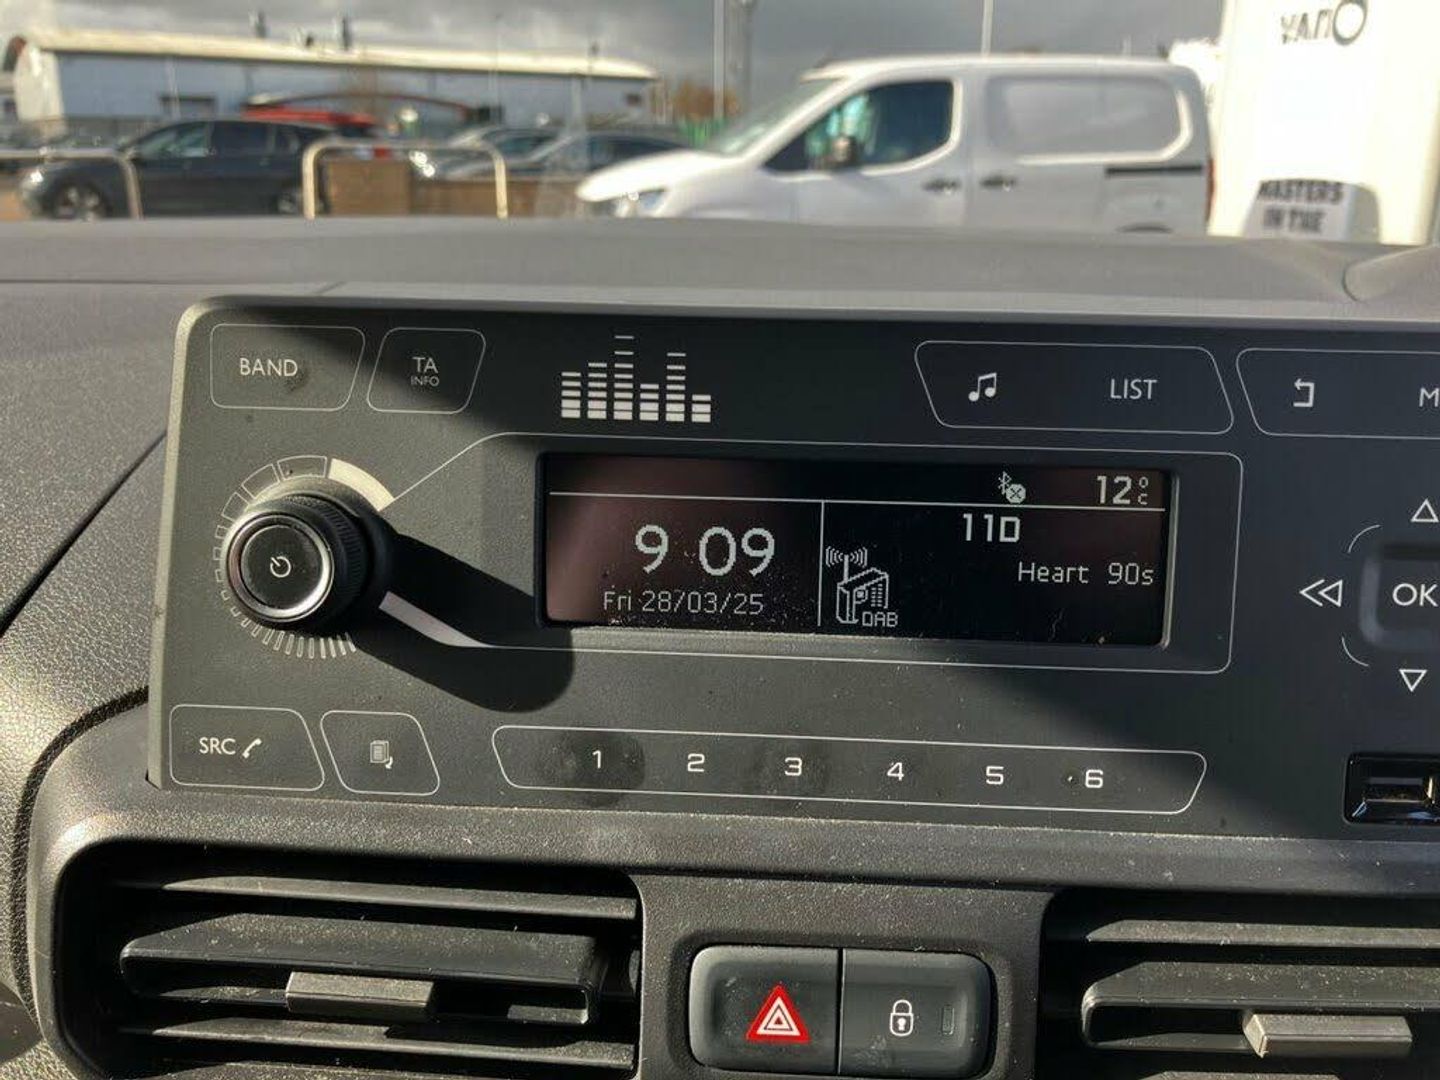 MASTERS
IN THE
BAND
TA
INFO
LIST
M
12°C
9 09
11D
Heart 90s
Fri 28/03/25
DAB
OK
SRC
1 2 3 4 5 6